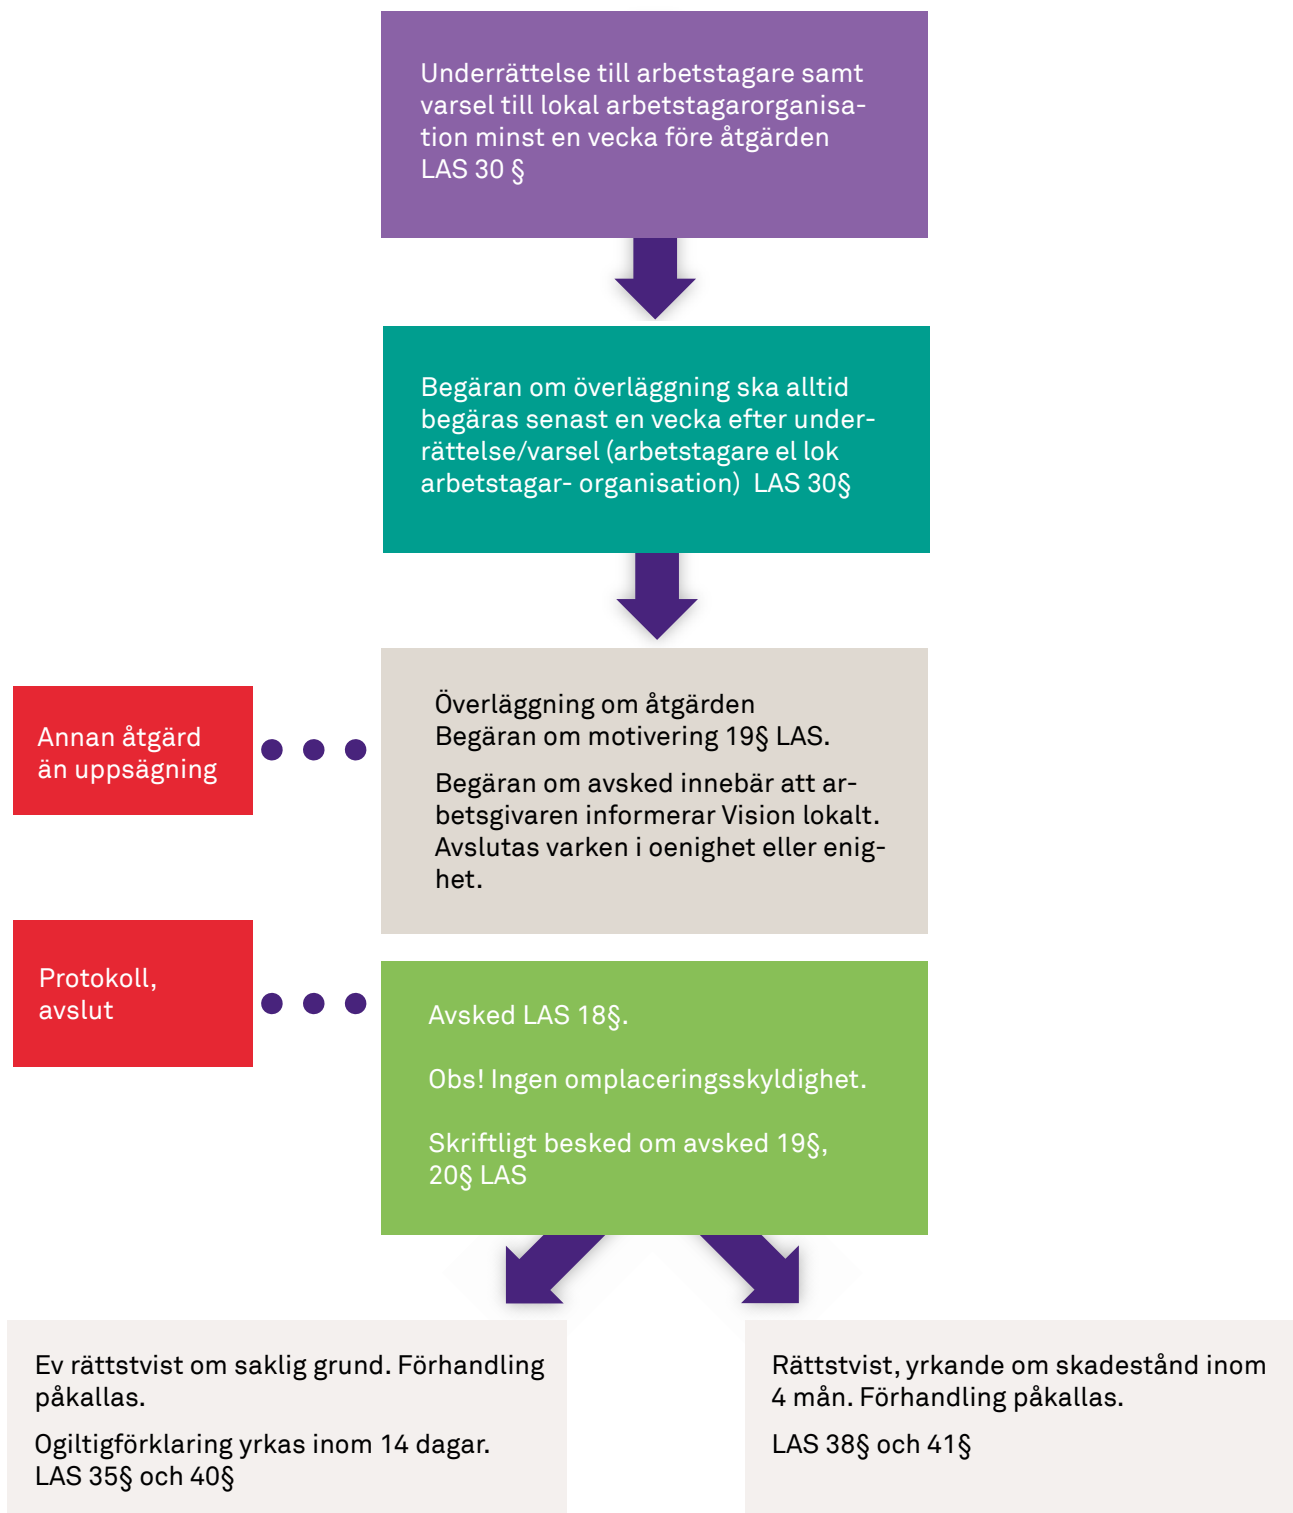 Underrättelse till arbetstagare samt
varsel till lokal arbetstagarorganisa-
tion minst en vecka före åtgärden
LAS 30 §
Begäran om överläggning ska alltid
begäras senast en vecka efter under-
rättelse/varsel (arbetstagare el lok
arbetstagar- organisation) LAS 30§
Annan åtgärd
än uppsägning
Överläggning om åtgärden
Begäran om motivering 19§ LAS.
Begäran om avsked innebär att ar-
betsgivaren informerar Vision lokalt.
Avslutas varken i oenighet eller enig-
het.
Protokoll,
avslut
Avsked LAS 18§.
Obs! Ingen omplaceringsskyldighet.
Skriftligt besked om avsked 19§,
20§ LAS
Ev rättstvist om saklig grund. Förhandling
påkallas.
Ogiltigförklaring yrkas inom 14 dagar.
LAS 35§ och 40§
Rättstvist, yrkande om skadestånd inom
4 mån. Förhandling påkallas.
LAS 38§ och 41§